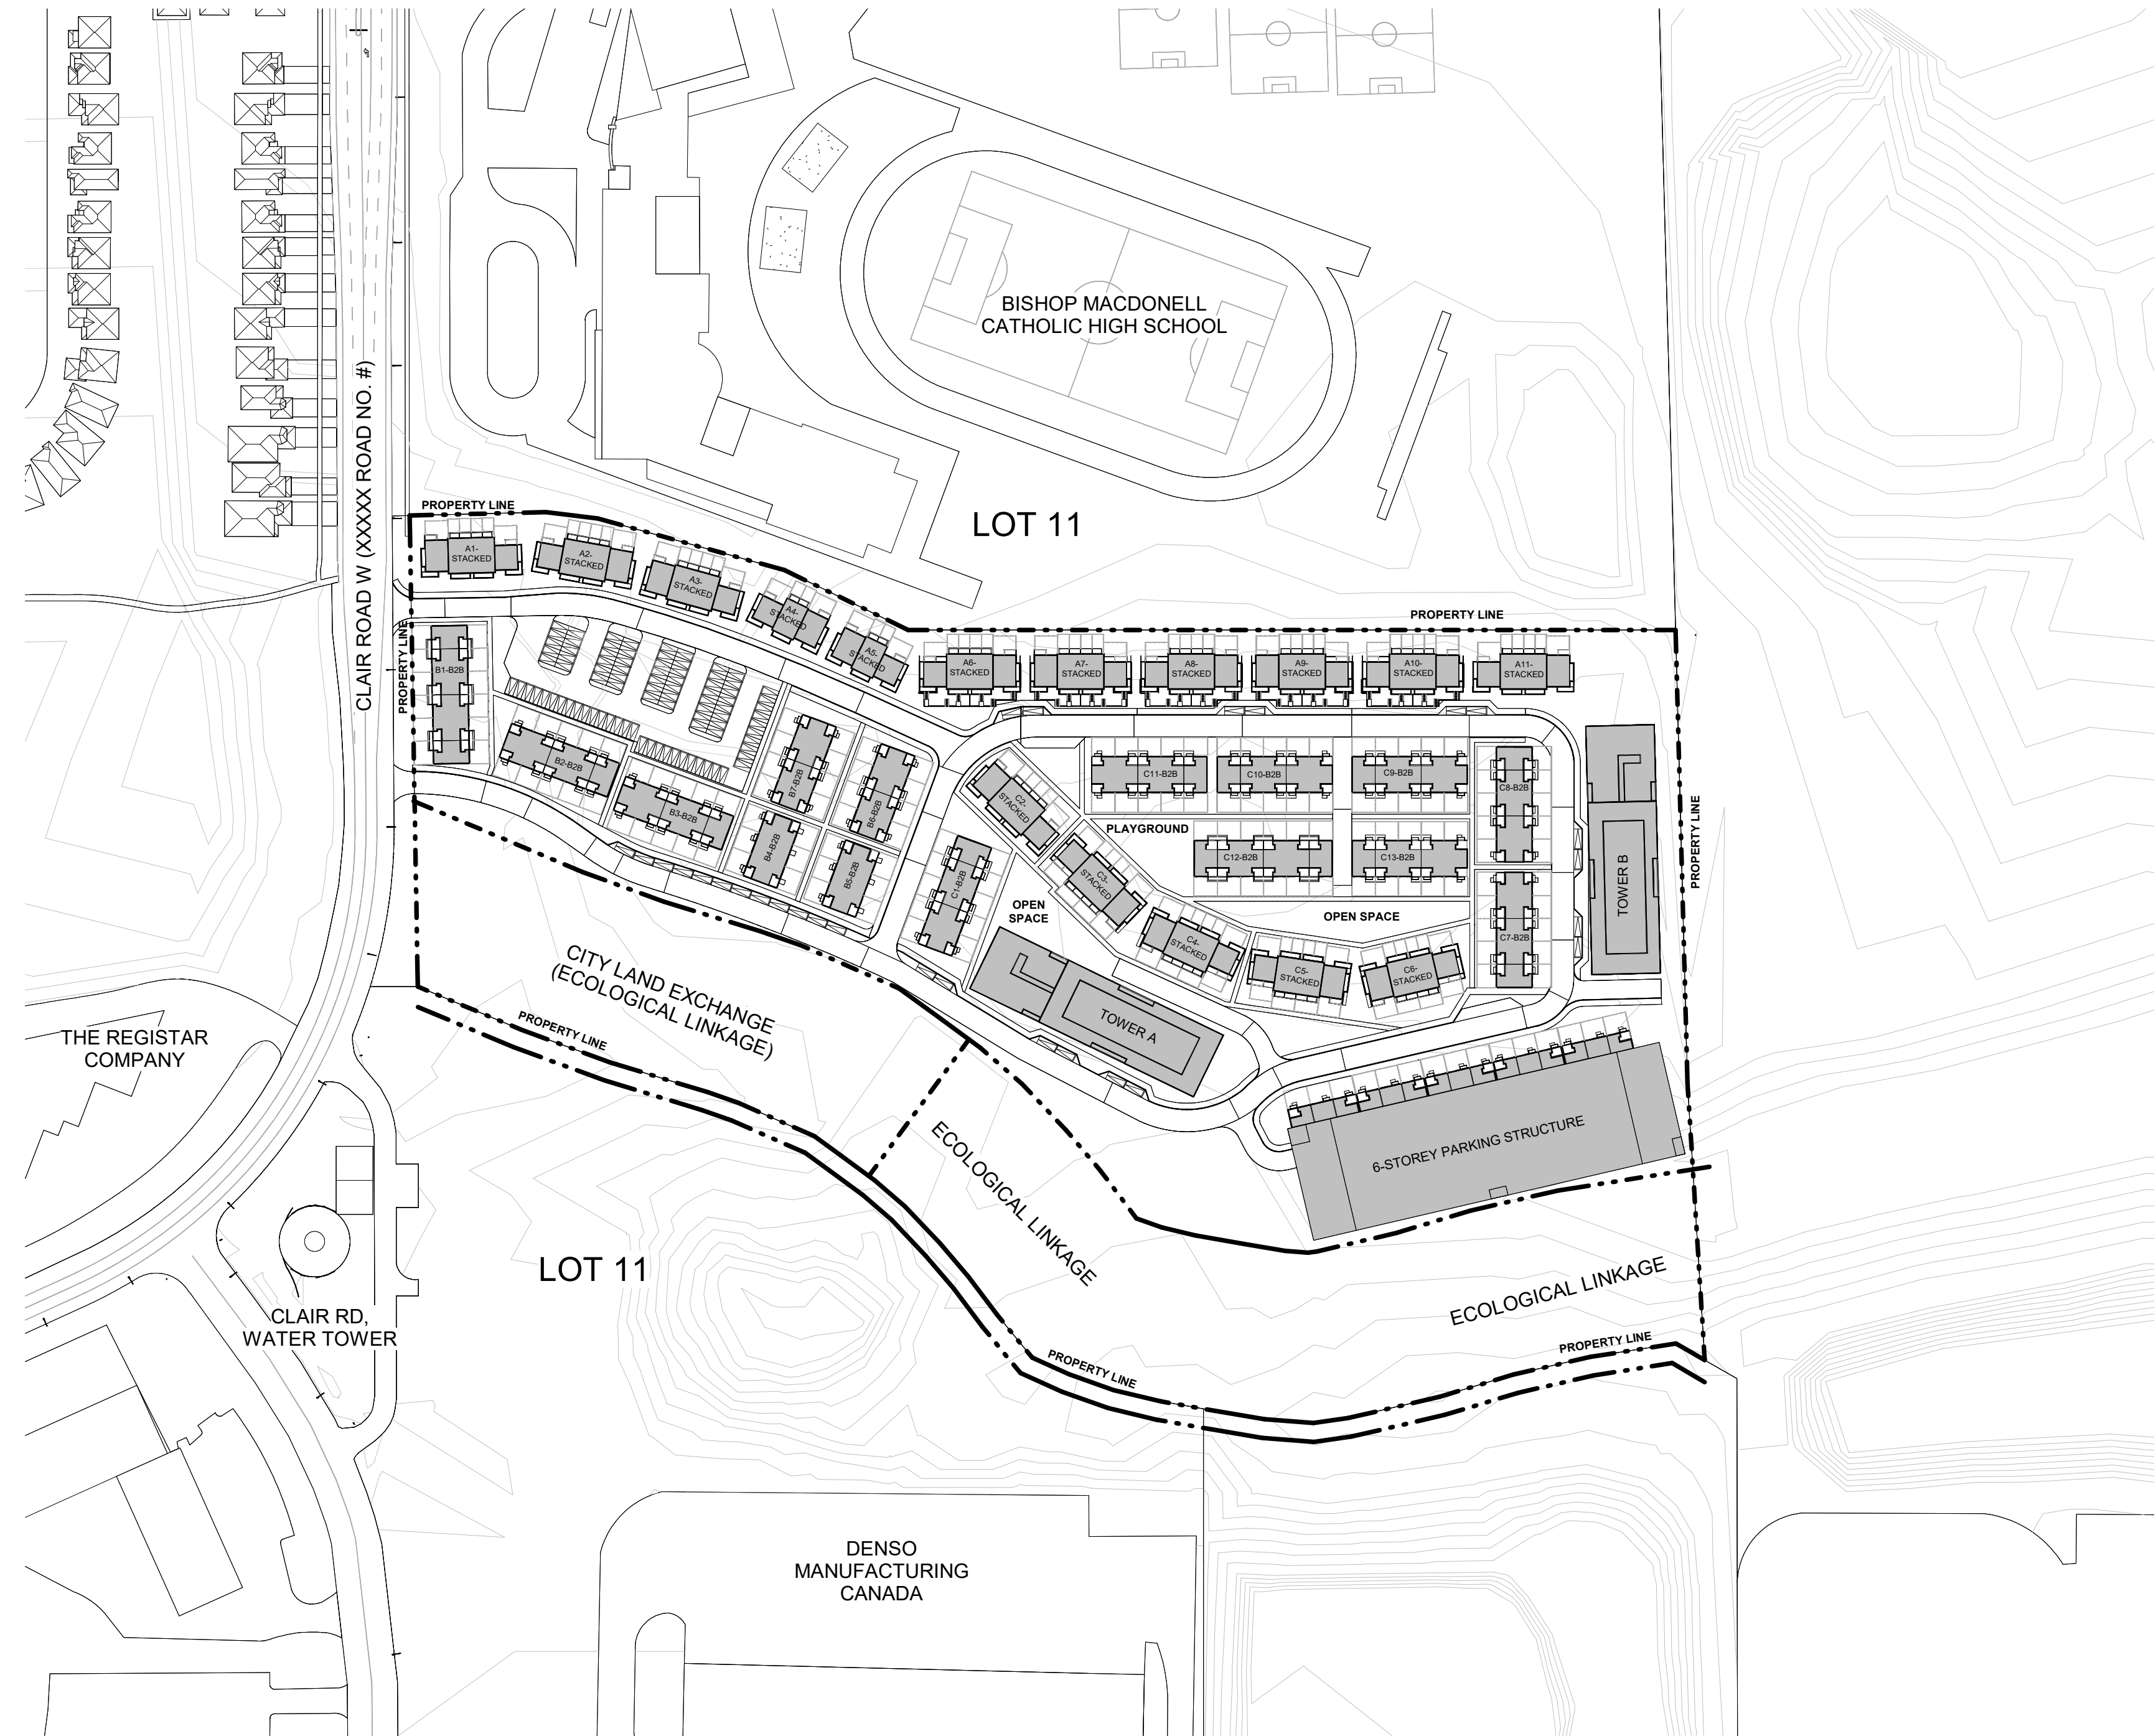 BISHOP MACDONELL
CATHOLIC HIGH SCHOOL
CLAIR ROAD W (XXXXX ROAD NO. #)
PROPERTY LINE
LOT 11
A1-
STACKED
A2-
STACKED
A3-
STACKED
A4-
STACKED
A5-
STACKED
PROPERTY LINE
A6-
STACKED
A7-
STACKED
A8-
STACKED
A9-
STACKED
A10-
STACKED
A11-
STACKED
PROPERTY LINE
B1-B2B
B2-B2B
B3-B2B
B7-B2B
B6-B2B
B4-B2B
B5-B2B
C2-
STACKED
C11-B2B
C10-B2B
C9-B2B
C8-B2B
PLAYGROUND
C12-B2B
C13-B2B
C3-
STACKED
C1-B2B
OPEN
SPACE
OPEN SPACE
C4-
STACKED
C5-
STACKED
C6-
STACKED
C7-B2B
TOWER B
PROPERTY LINE
TOWER A
CITY LAND EXCHANGE
(ECOLOGICAL LINKAGE)
PROPERTY LINE
THE REGISTAR
COMPANY
6-STOREY PARKING STRUCTURE
ECOLOGICAL LINKAGE
LOT 11
ECOLOGICAL LINKAGE
CLAIR RD,
WATER TOWER
PROPERTY LINE
PROPERTY LINE
DENSO
MANUFACTURING
CANADA